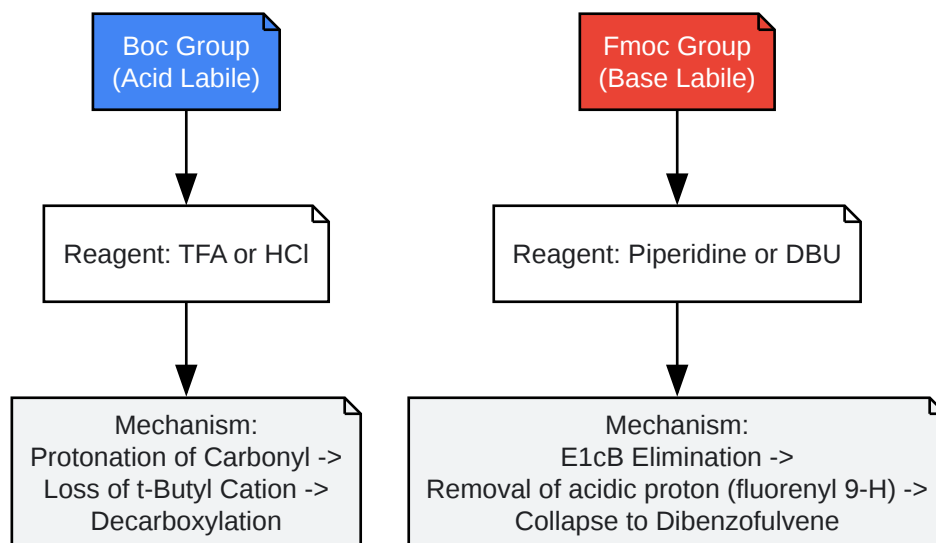 Boc Group
(Acid Labile)
Fmoc Group
(Base Labile)
Reagent: TFA or HCl
Reagent: Piperidine or DBU
Mechanism:
Protonation of Carbonyl ->
Loss of t-Butyl Cation ->
Decarboxylation
Mechanism:
E1cB Elimination ->
Removal of acidic proton (fluorenyl 9-H) ->
Collapse to Dibenzofulvene